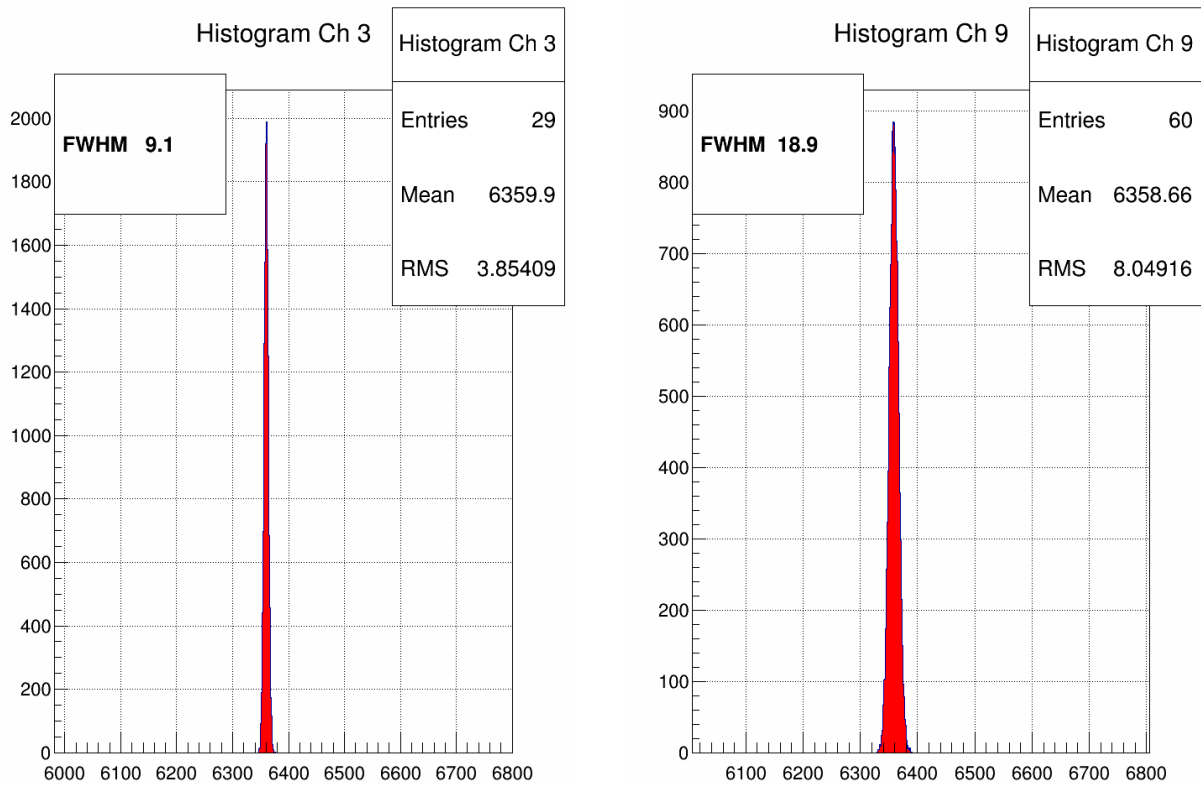 Histogram Ch 3
Histogram Ch 3
Entries 29
Mean 6359.9
RMS 3.85409
FWHM 9.1
2000
1800
1600
1400
1200
1000
800
600
400
200
0
6000 6100 6200 6300 6400 6500 6600 6700 6800
Histogram Ch 9
Histogram Ch 9
Entries 60
Mean 6358.66
RMS 8.04916
FWHM 18.9
900
800
700
600
500
400
300
200
100
0
6100 6200 6300 6400 6500 6600 6700 6800